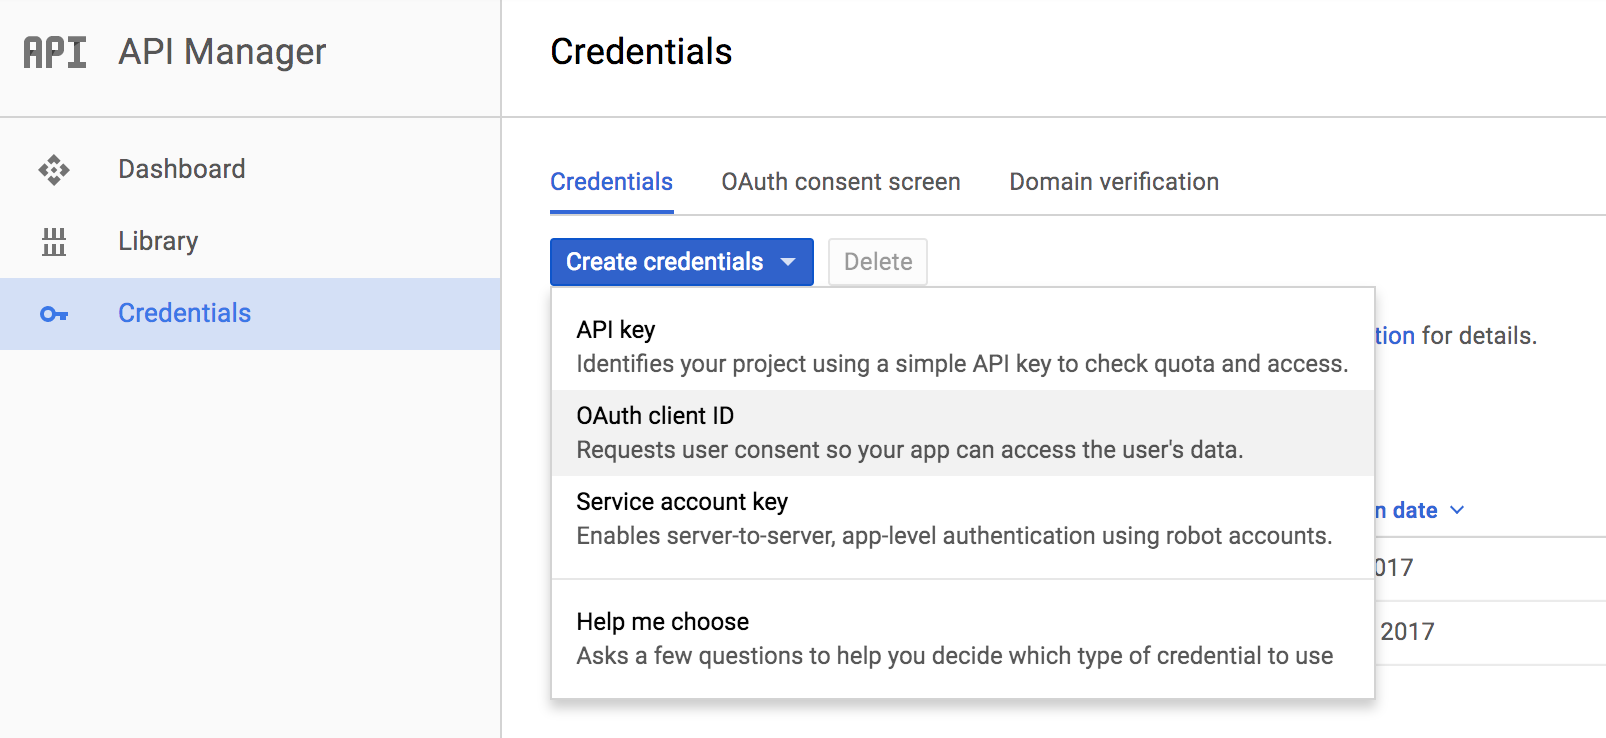 API API Manager
Credentials
Dashboard
Library
Credentials
Credentials OAuth consent screen Domain verification
Create credentials Delete
API key
Identifies your project using a simple API key to check quota and access.
OAuth client ID
Requests user consent so your app can access the user's data.
Service account key
Enables server-to-server, app-level authentication using robot accounts.
Help me choose
Asks a few questions to help you decide which type of credential to use
tion for details.
n date
017
2017